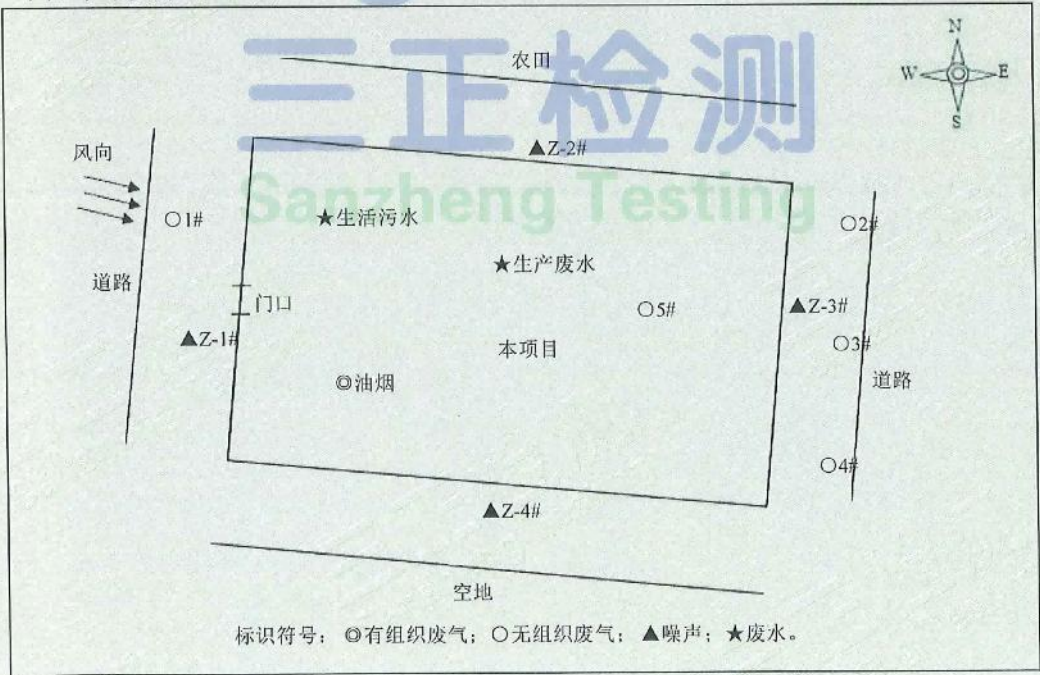 三正检测
Sanzheng Testing
N
W E
S
农田
▲Z-2#
风向
○1#
★生活污水
○2#
★生产废水
道路
门口
○5#
▲Z-3#
▲Z-1#
本项目
○3#
◎油烟
道路
○4#
▲Z-4#
空地
标识符号：◎有组织废气；○无组织废气；▲噪声；★废水。